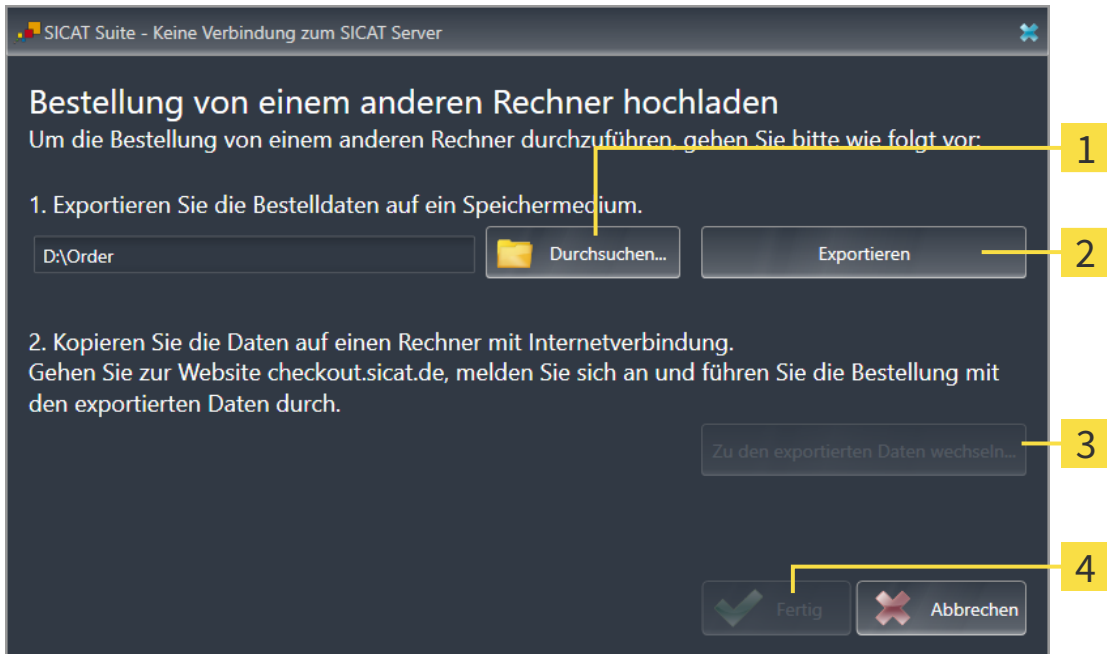 SICAT Suite - Keine Verbindung zum SICAT Server
Bestellung von einem anderen Rechner hochladen
Um die Bestellung von einem anderen Rechner durchzuführen, gehen Sie bitte wie folgt vor:
1
1. Exportieren Sie die Bestelldaten auf ein Speichermedium.
D:\Order
Durchsuchen...
Exportieren
2
2. Kopieren Sie die Daten auf einen Rechner mit Internetverbindung.
Gehen Sie zur Website checkout.sicat.de, melden Sie sich an und führen Sie die Bestellung mit
den exportierten Daten durch.
Zu den exportierten Daten wechseln...
3
4
Fertig
Abbrechen